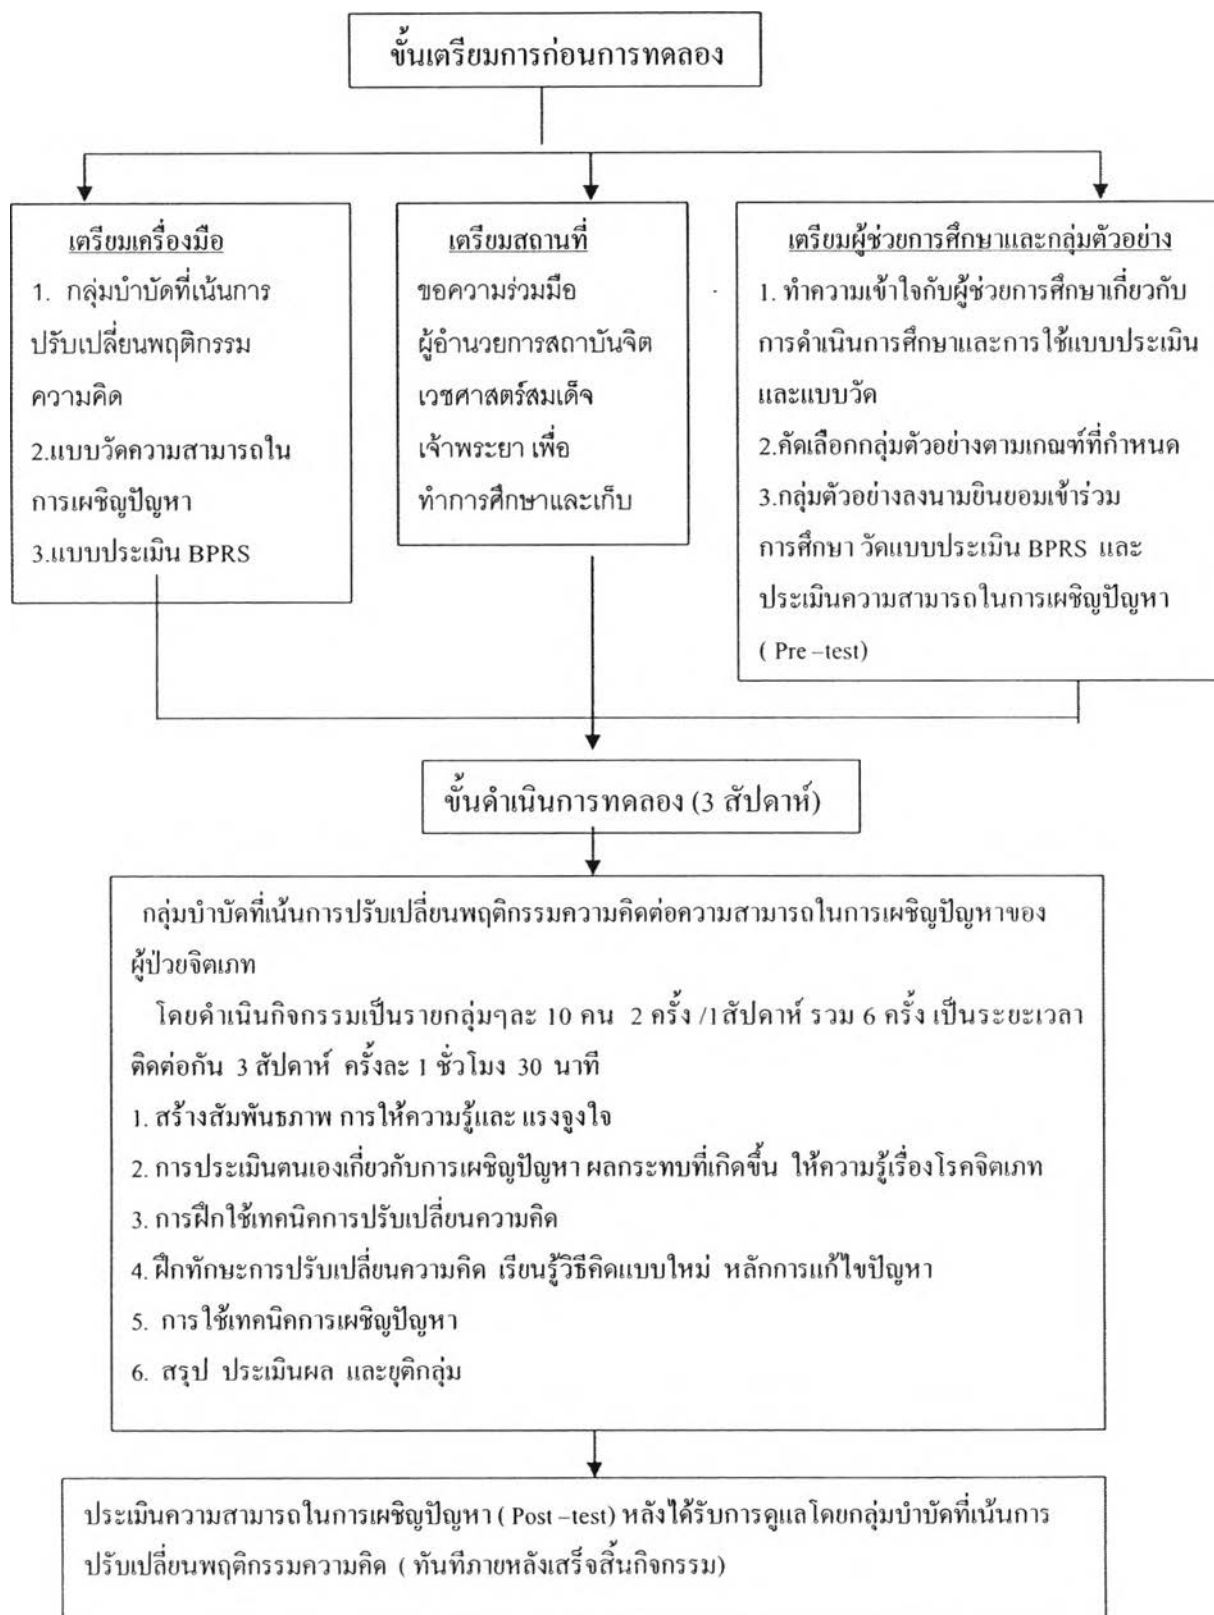 ขั้นเตรียมการก่อนการทดลอง
เตรียมเครื่องมือ
1. กลุ่มบำบัดที่เน้นการ
ปรับเปลี่ยนพฤติกรรม
ความคิด
2.แบบวัดความสามารถใน
การเผชิญปัญหา
3.แบบประเมิน BPRS
เตรียมสถานที่
ขอความร่วมมือ
ผู้อำนวยการสถาบันจิต
เวชศาสตร์สมเด็จ
เจ้าพระยา เพื่อ
ทำการศึกษาและเก็บ
เตรียมผู้ช่วยการศึกษาและกลุ่มตัวอย่าง
1. ทำความเข้าใจกับผู้ช่วยการศึกษาเกี่ยวกับ
การดำเนินการศึกษาและการใช้แบบประเมิน
และแบบวัด
2.คัดเลือกกลุ่มตัวอย่างตามเกณฑ์ที่กำหนด
3.กลุ่มตัวอย่างลงนามยินยอมเข้าร่วม
การศึกษา วัดแบบประเมิน BPRS และ
ประเมินความสามารถในการเผชิญปัญหา
( Pre –test)
ขั้นดำเนินการทดลอง (3 สัปดาห์)
กลุ่มบำบัดที่เน้นการปรับเปลี่ยนพฤติกรรมความคิดต่อความสามารถในการเผชิญปัญหาของ
ผู้ป่วยจิตเภท
โดยดำเนินกิจกรรมเป็นรายกลุ่มๆละ 10 คน 2 ครั้ง /1สัปดาห์ รวม 6 ครั้ง เป็นระยะเวลา
ติดต่อกัน 3 สัปดาห์ ครั้งละ 1 ชั่วโมง 30 นาที
1. สร้างสัมพันธภาพ การให้ความรู้และ แรงจูงใจ
2. การประเมินตนเองเกี่ยวกับการเผชิญปัญหา ผลกระทบที่เกิดขึ้น ให้ความรู้เรื่องโรคจิตเภท
3. การฝึกใช้เทคนิคการปรับเปลี่ยนความคิด
4. ฝึกทักษะการปรับเปลี่ยนความคิด เรียนรู้วิธีคิดแบบใหม่ หลักการแก้ไขปัญหา
5. การใช้เทคนิคการเผชิญปัญหา
6. สรุป ประเมินผล และยุติกลุ่ม
ประเมินความสามารถในการเผชิญปัญหา ( Post –test) หลังได้รับการดูแลโดยกลุ่มบำบัดที่เน้นการ
ปรับเปลี่ยนพฤติกรรมความคิด ( ทันทีภายหลังเสร็จสิ้นกิจกรรม)